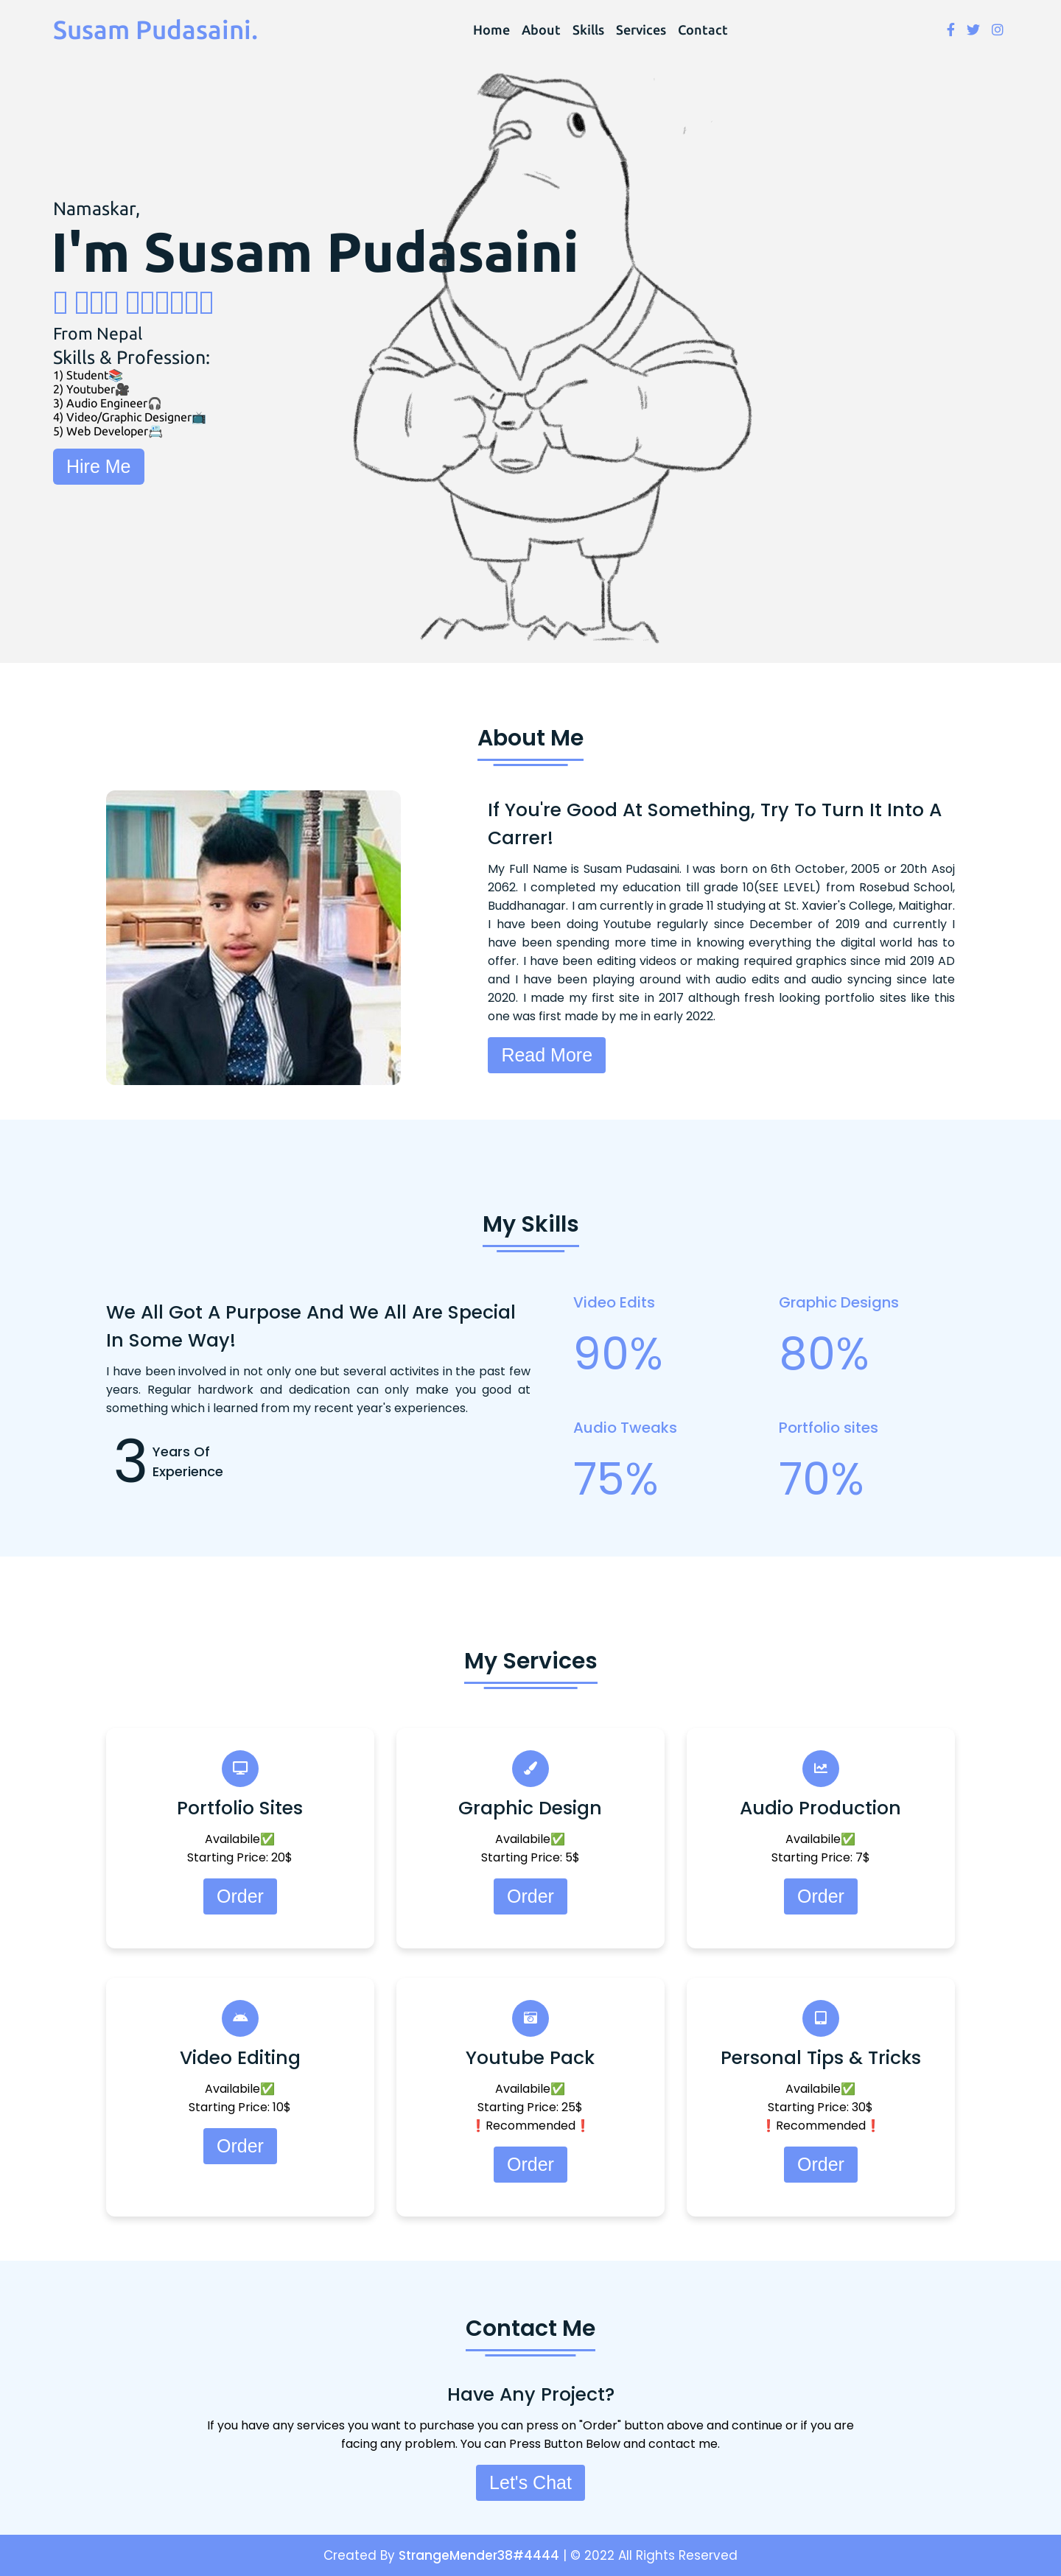 Susam Pudasaini.
Home About Skills Services Contact
Namaskar,
I'm Susam Pudasaini
From Nepal
Skills & Profession:
1) Student📚
2) Youtuber🎥
3) Audio Engineer🎧
4) Video/Graphic Designer📺
5) Web Developer📇
Hire Me
About Me
If You're Good At Something, Try To Turn It Into A
Carrer!
My Full Name is Susam Pudasaini. I was born on 6th October, 2005 or 20th Asoj
2062. I completed my education till grade 10(SEE LEVEL) from Rosebud School,
Buddhanagar. I am currently in grade 11 studying at St. Xavier's College, Maitighar.
I have been doing Youtube regularly since December of 2019 and currently I
have been spending more time in knowing everything the digital world has to
offer. I have been editing videos or making required graphics since mid 2019 AD
and I have been playing around with audio edits and audio syncing since late
2020. I made my first site in 2017 although fresh looking portfolio sites like this
one was first made by me in early 2022.
Read More
My Skills
We All Got A Purpose And We All Are Special
In Some Way!
I have been involved in not only one but several activites in the past few
years. Regular hardwork and dedication can only make you good at
something which i learned from my recent year's experiences.
3 Years Of
Experience
Video Edits
90%
Graphic Designs
80%
Audio Tweaks
75%
Portfolio sites
70%
My Services
Portfolio Sites
Availabile✅
Starting Price: 20$
Order
Graphic Design
Availabile✅
Starting Price: 5$
Order
Audio Production
Availabile✅
Starting Price: 7$
Order
Video Editing
Availabile✅
Starting Price: 10$
Order
Youtube Pack
Availabile✅
Starting Price: 25$
❗Recommended❗
Order
Personal Tips & Tricks
Availabile✅
Starting Price: 30$
❗Recommended❗
Order
Contact Me
Have Any Project?
If you have any services you want to purchase you can press on "Order" button above and continue or if you are
facing any problem. You can Press Button Below and contact me.
Let's Chat
Created By StrangeMender38#4444 | © 2022 All Rights Reserved